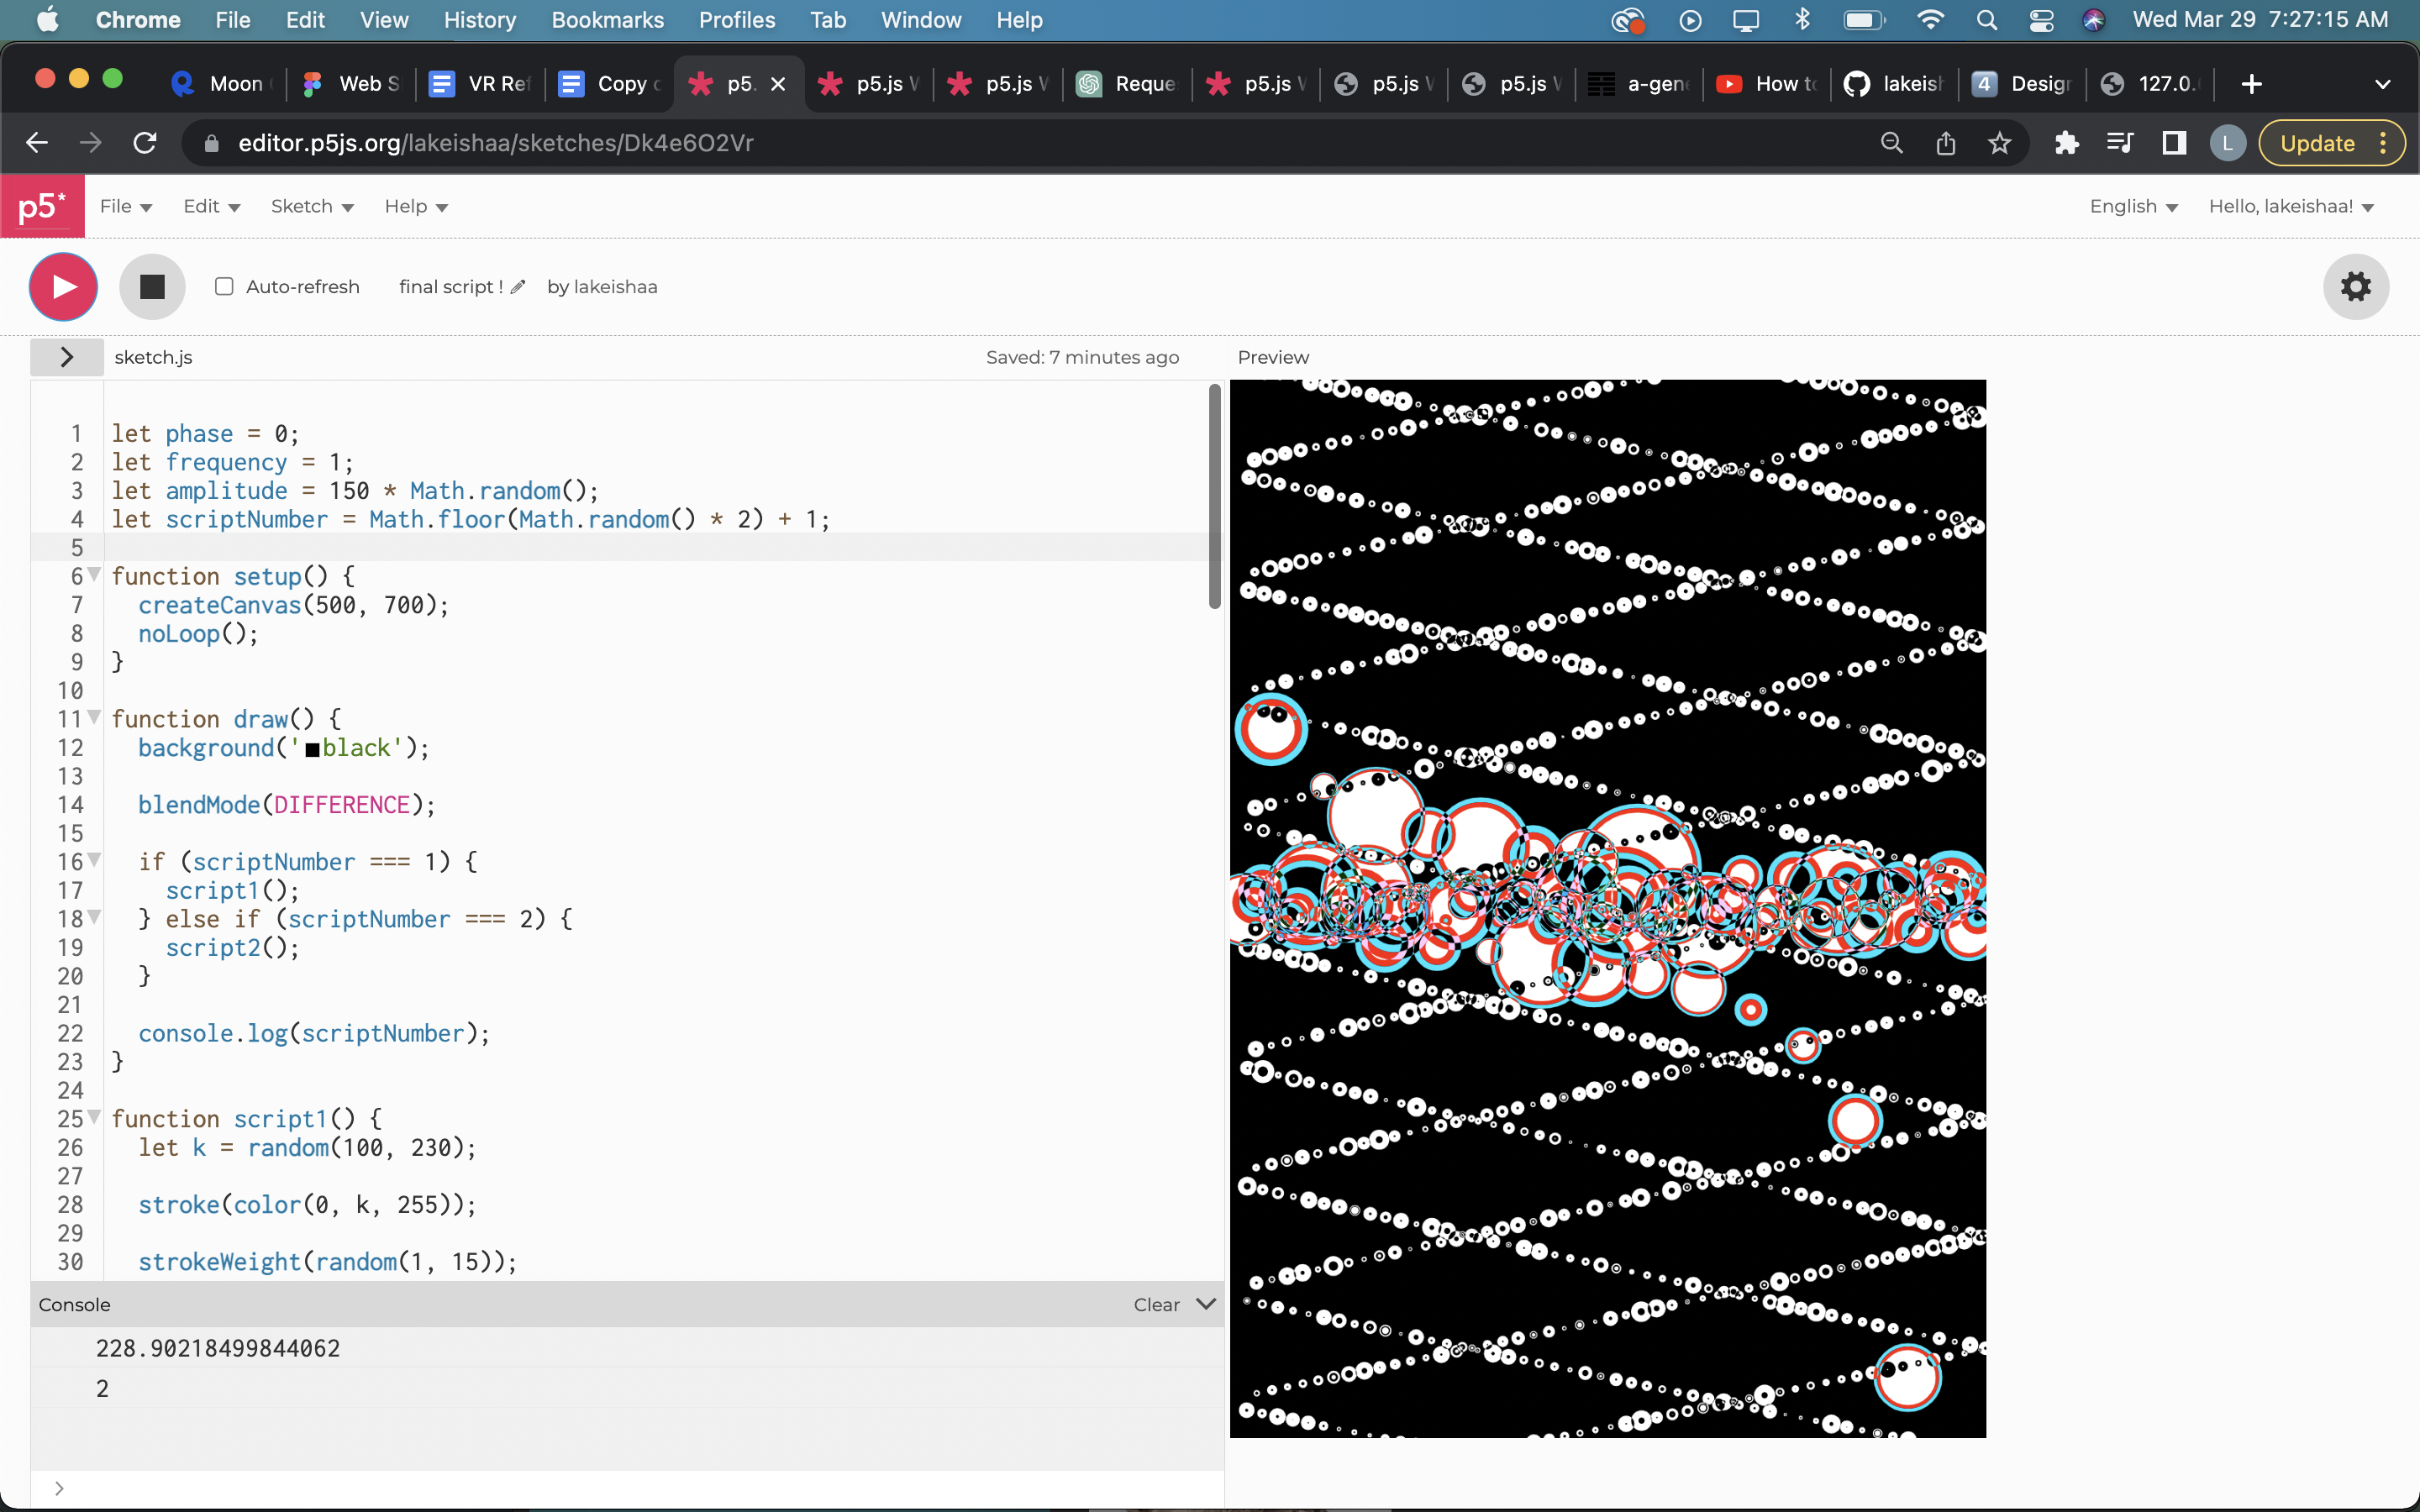 Chrome File Edit View History Bookmarks Profiles Tab Window Help Wed Mar 29 7:27:15 AM
Moon Web S VR Ref Copy p5. p5.js p5.js Reque p5.js p5.js p5.js a-gen How to lakeish 4 Design 127.0.
editor.p5js.org/lakeishaa/sketches/Dk4e6O2Vr L Update
p5* File Edit Sketch Help English Hello, lakeishaa!
Auto-refresh final script ! by lakeishaa
sketch.js Saved: 7 minutes ago Preview
1 let phase = 0;
2 let frequency = 1;
3 let amplitude = 150 * Math.random();
4 let scriptNumber = Math.floor(Math.random() * 2) + 1;
5
6 function setup() {
7 createCanvas(500, 700);
8 noLoop();
9 }
10
11 function draw() {
12 background('black');
13
14 blendMode(DIFFERENCE);
15
16 if (scriptNumber === 1) {
17 script1();
18 } else if (scriptNumber === 2) {
19 script2();
20 }
21
22 console.log(scriptNumber);
23 }
24
25 function script1() {
26 let k = random(100, 230);
27
28 stroke(color(0, k, 255));
29
30 strokeWeight(random(1, 15));
Console Clear
228.90218499844062
2